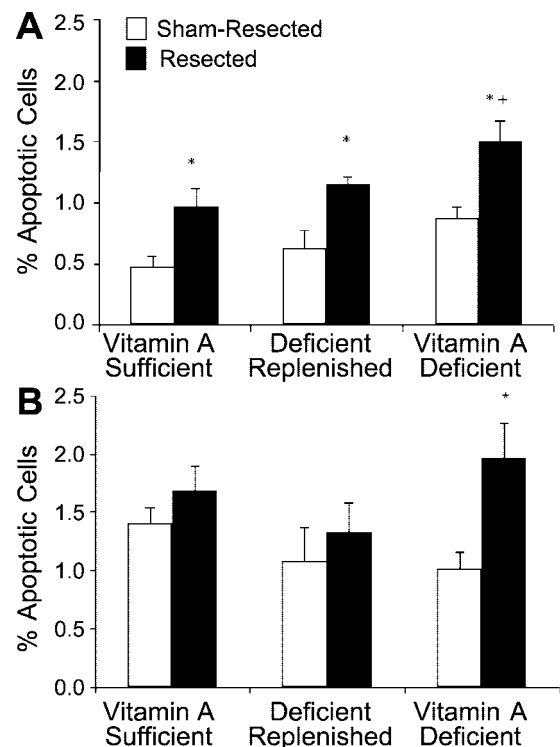 A
2.5
Sham-Resected
Resected
2.0
* +
*
*
1.5
1.0
0.5
0.0
% Apoptotic Cells
Vitamin A Deficient Vitamin A
Sufficient Replenished Deficient
B
2.5
*
2.0
1.5
1.0
0.5
0.0
% Apoptotic Cells
Vitamin A Deficient Vitamin A
Sufficient Replenished Deficient